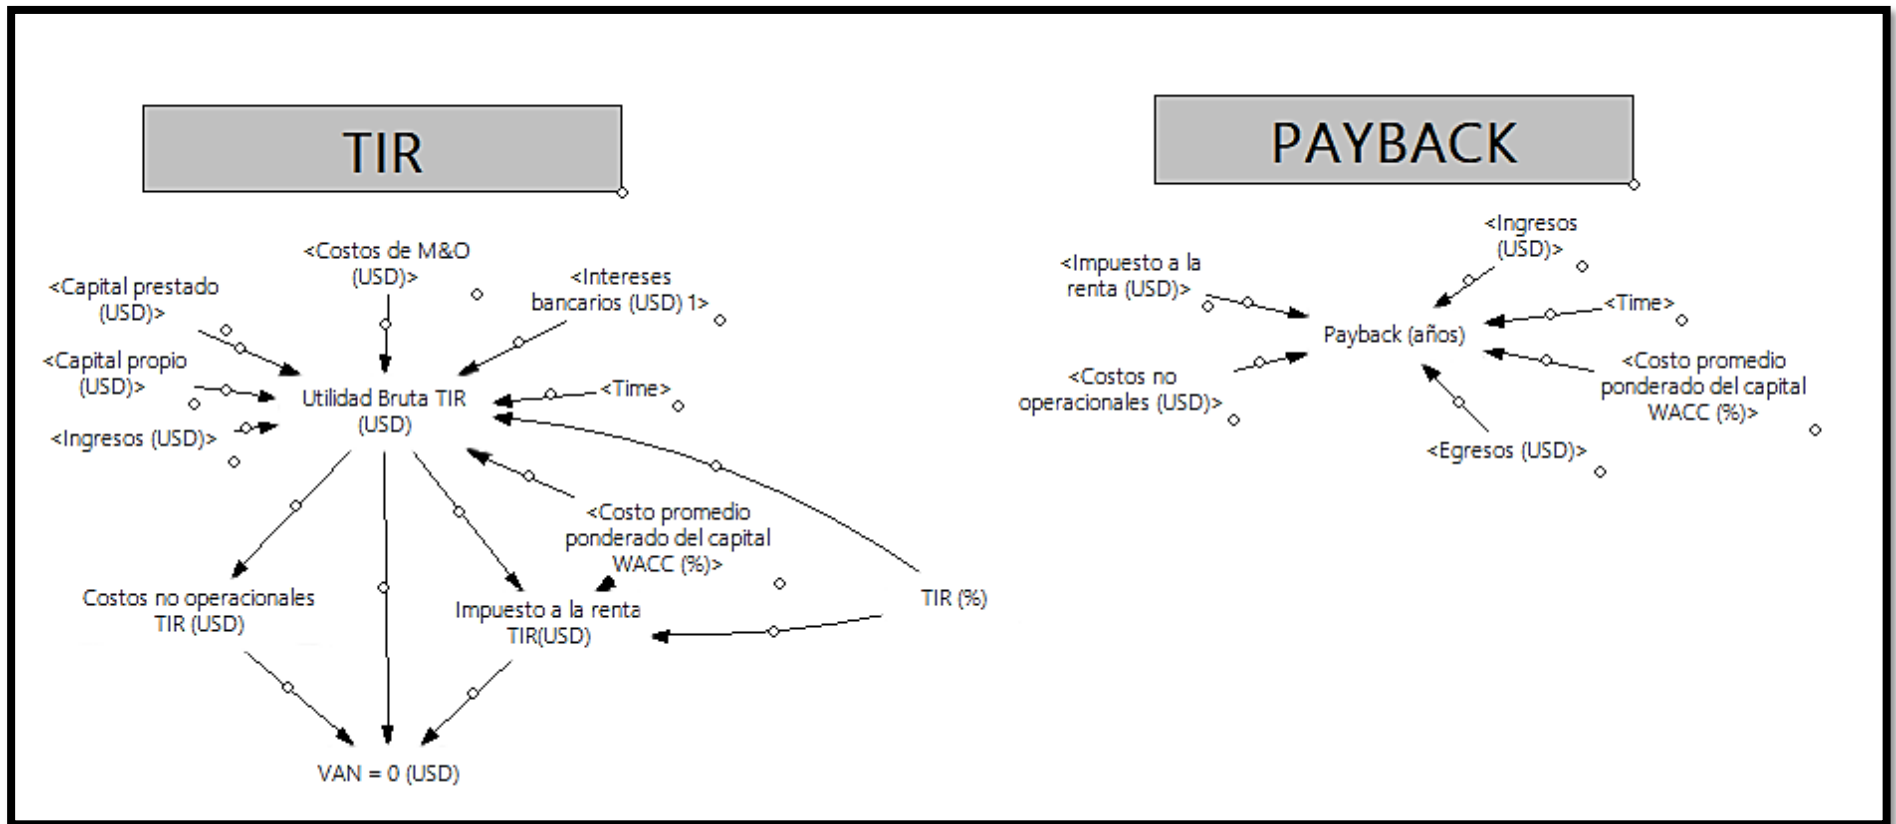 TIR
<Costos de M&O
(USD)>
<Capital prestado
(USD)>
<Intereses
bancarios (USD) 1>
<Capital propio
(USD)>
<Time>
Utilidad Bruta TIR
(USD)
<Ingresos (USD)>
<Costo promedio
ponderado del capital
WACC (%)>
Costos no operacionales
TIR (USD)
Impuesto a la renta
TIR(USD)
TIR (%)
VAN = 0 (USD)
PAYBACK
<Ingresos
(USD)>
<Impuesto a la
renta (USD)>
<Time>
Payback (años)
<Costos no
operacionales (USD)>
<Costo promedio
ponderado del capital
WACC (%)>
<Egresos (USD)>